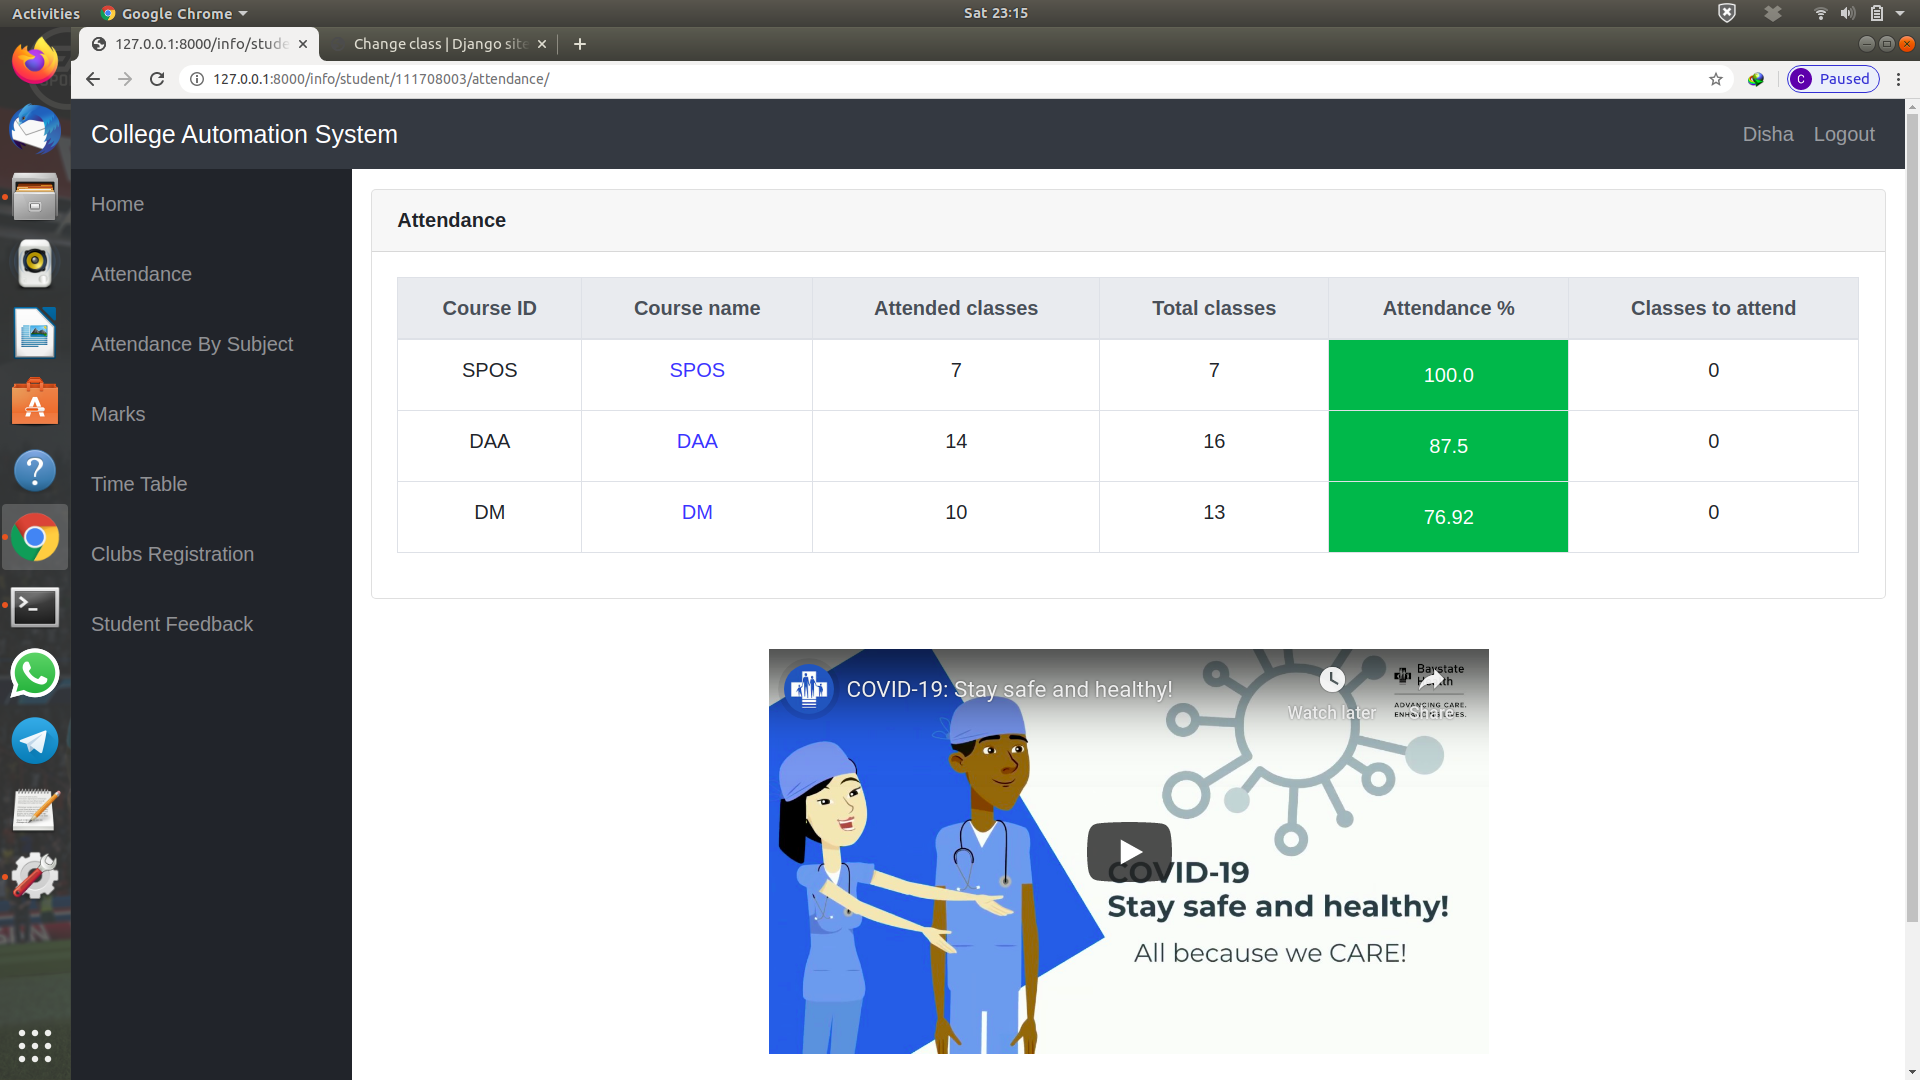 Activities Google Chrome Sat 23:15
127.0.0.1:8000/info/stude Change class | Django site
127.0.0.1:8000/info/student/111708003/attendance/ C Paused
College Automation System Disha Logout
Home
Attendance
Attendance By Subject
Marks
Time Table
Clubs Registration
Student Feedback
Attendance
Course ID Course name Attended classes Total classes Attendance % Classes to attend
SPOS SPOS 7 7 100.0 0
DAA DAA 14 16 87.5 0
DM DM 10 13 76.92 0
COVID-19: Stay safe and healthy!
Watch later
Share
Baystate
Health
ADVANCING CARE.
COVID-19
Stay safe and healthy!
All because we CARE!